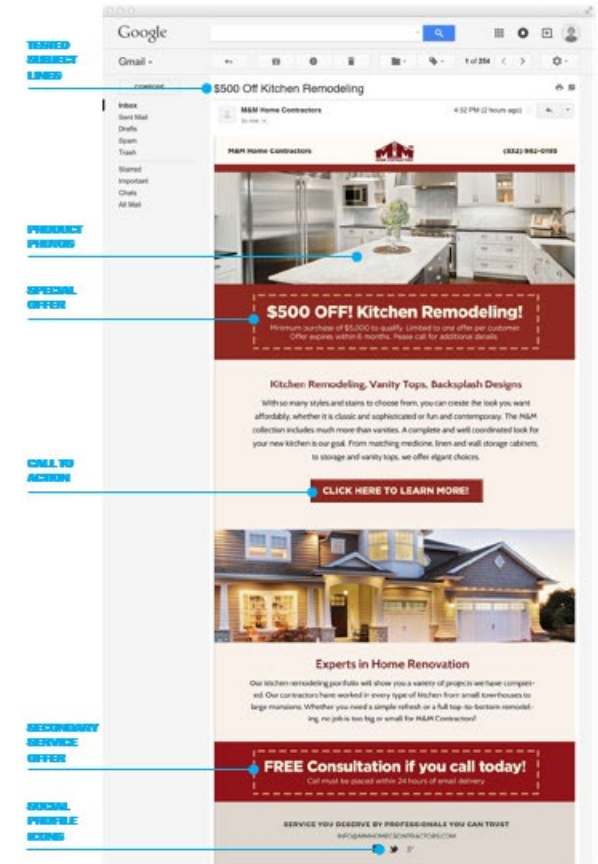 Google
TESTED
SUBJECT
LINES
Gmail
1 of 254
COMPOSE
$500 Off Kitchen Remodeling
Inbox
Sent Mail
Drafts
Spam
Trash
Starred
Important
Chats
All Mail
M&M Home Contractors
to me
4:32 PM (2 hours ago)
M&M Home Contractors
M&M
(832) 982-0195
PRODUCT
PHOTOS
SPECIAL
OFFER
$500 OFF! Kitchen Remodeling!
Minimum purchase of $5,000 to qualify. Limited to one offer per customer.
Offer expires within 6 months. Please call for additional details
Kitchen Remodeling, Vanity Tops, Backsplash Designs
With so many styles and stains to choose from, you can create the look you want
affordably, whether it is classic and sophisticated or fun and contemporary. The M&M
collection includes much more than vanities. A complete and well coordinated look for
your new kitchen is our goal. From matching medicine, linen and wall storage cabinets,
to storage and vanity tops, we offer elgant choices.
CALL TO
ACTION
CLICK HERE TO LEARN MORE!
Experts in Home Renovation
Our kitchen remodeling portfolio will show you a variety of projects we have complet-
ed. Our contractors have worked in every type of kitchen from small townhouses to
large mansions. Whether you need a simple refresh or a full top-to-bottom remodel-
ing, no job is too big or small for M&M Contractors!
SECONDARY
SERVICE
OFFER
FREE Consultation if you call today!
Call must be placed within 24 hours of email delivery
SOCIAL
PROFILE
ICONS
SERVICE YOU DESERVE BY PROFESSIONALS YOU CAN TRUST
INFO@MMHOMECONTRACTORS.COM